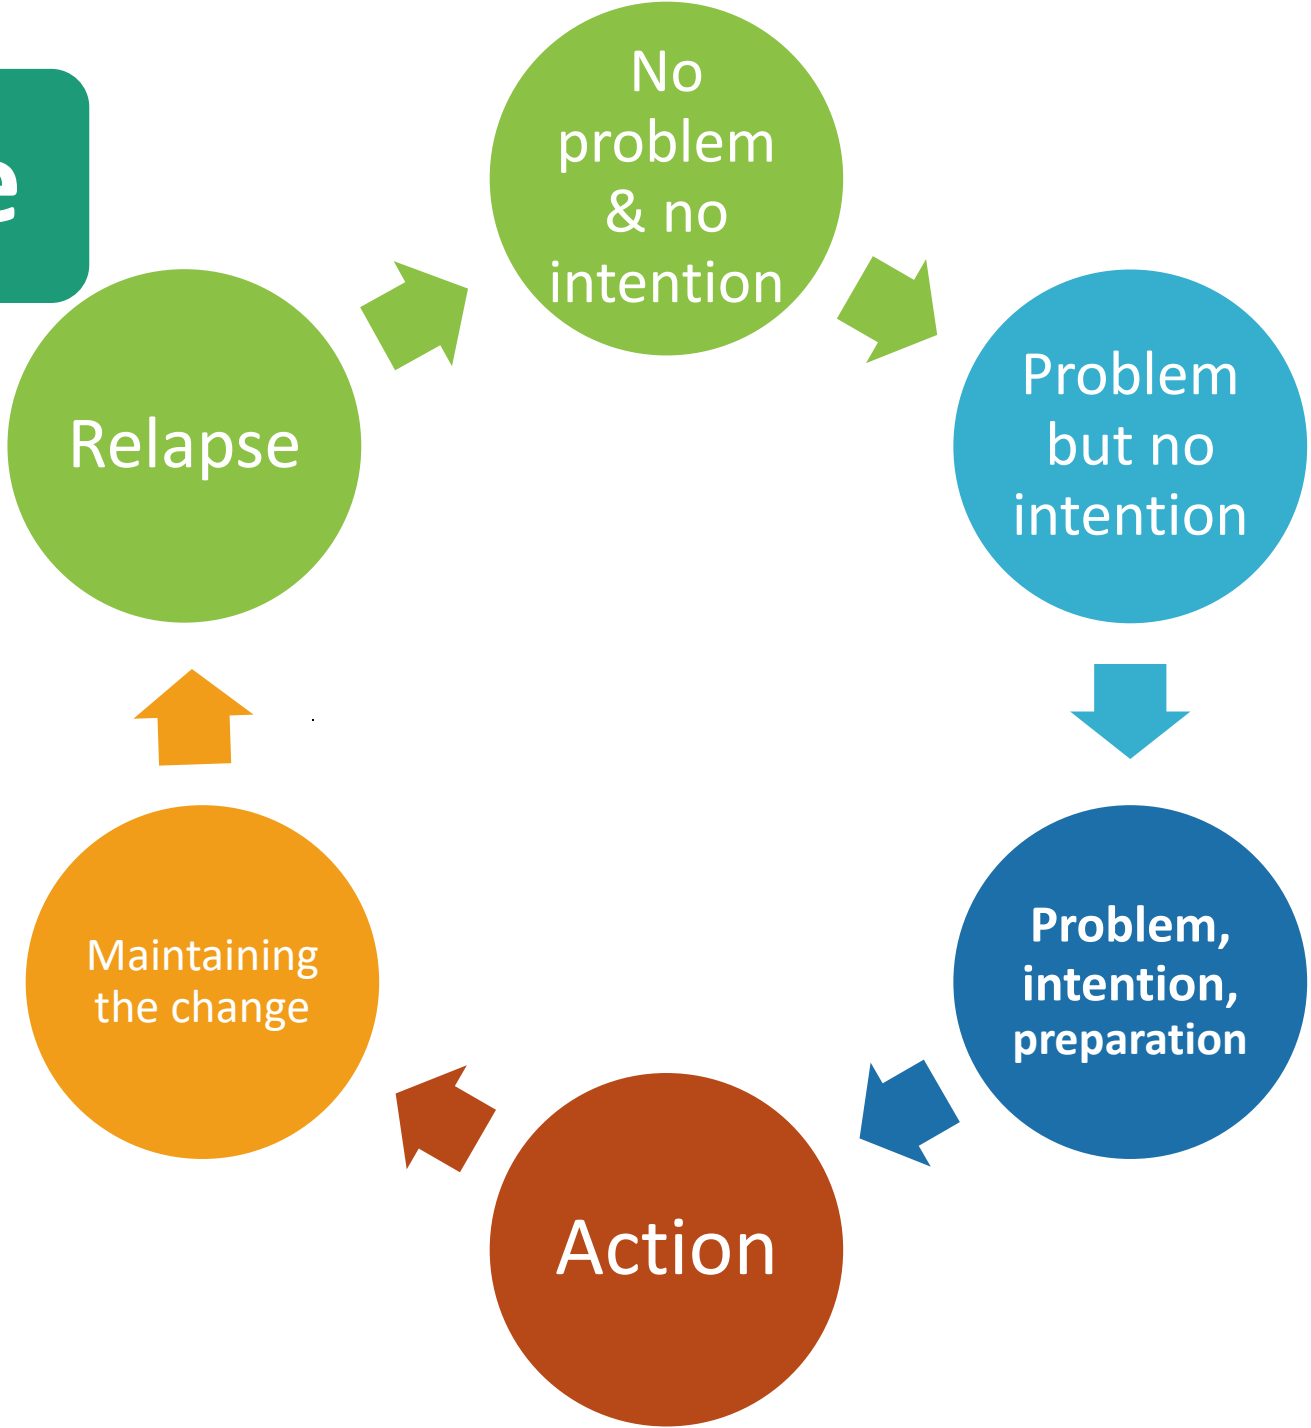 e
No
problem
& no
intention
Problem
but no
intention
Problem,
intention,
preparation
Action
Maintaining
the change
Relapse